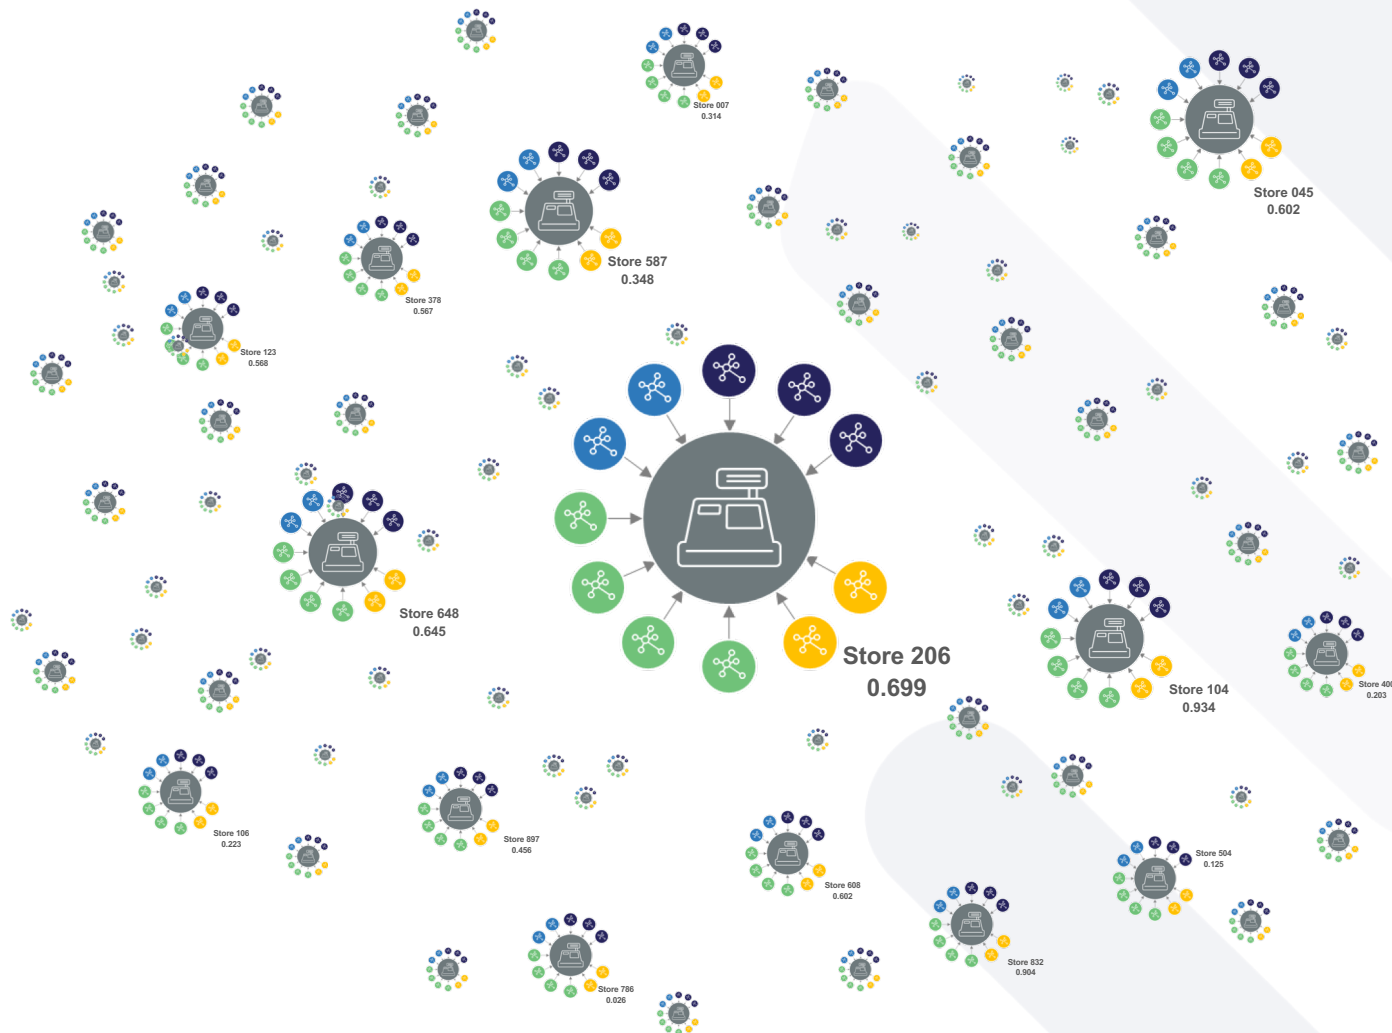 Store 007
0.314
Store 045
0.602
Store 587
0.348
Store 378
0.567
Store 123
0.568
Store 648
0.645
Store 206
0.699
Store 104
0.934
Store 400
0.203
Store 106
0.223
Store 897
0.456
Store 608
0.602
Store 504
0.125
Store 832
0.904
Store 786
0.026